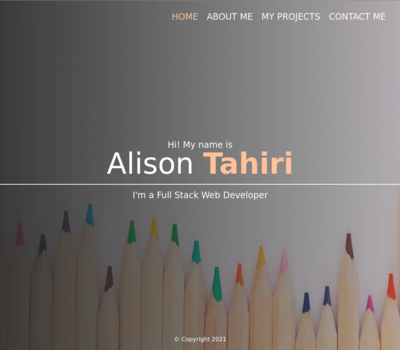 HOME ABOUT ME MY PROJECTS CONTACT ME
Hi! My name is
Alison Tahiri
I'm a Full Stack Web Developer
© Copyright 2021